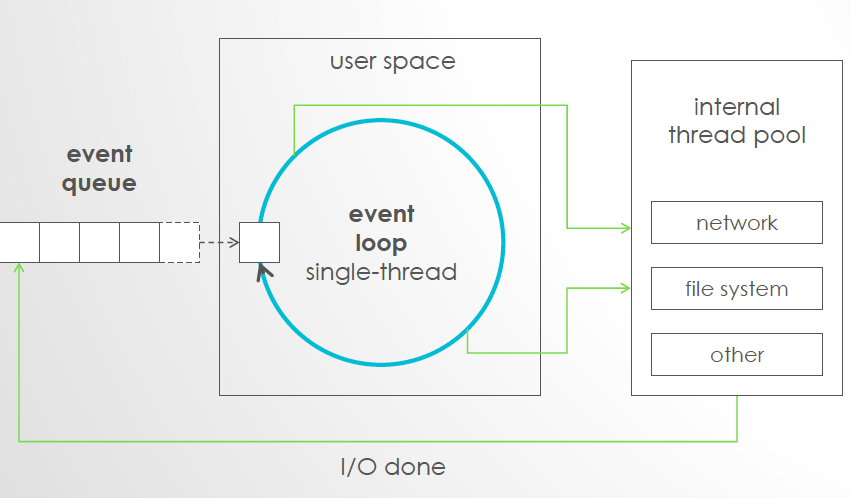 user space
internal
thread pool
event
queue
event
loop
single-thread
network
file system
other
I/O done